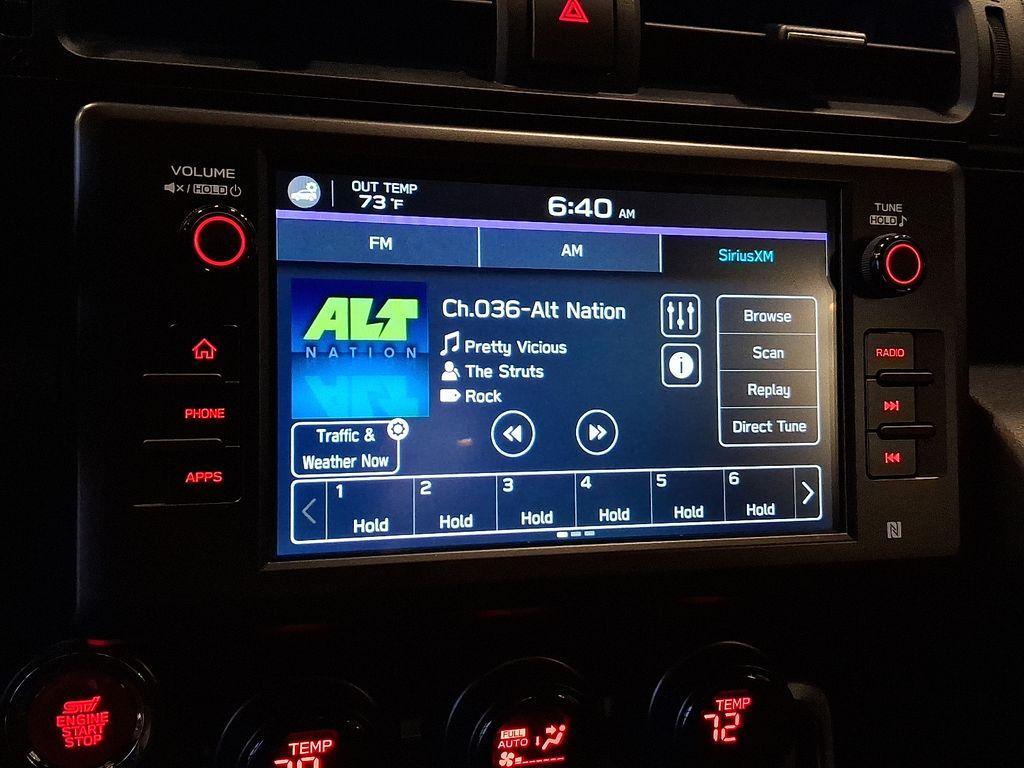 VOLUME
HOLD
OUT TEMP
73 °F
6:40 AM
TUNE
HOLD
FM
AM
SiriusXM
ALT
NATION
Ch.036-Alt Nation
Pretty Vicious
The Struts
Rock
Browse
Scan
Replay
Direct Tune
i
Traffic &
Weather Now
PHONE
APPS
RADIO
1
2
3
4
5
6
Hold
Hold
Hold
Hold
Hold
Hold
N
STI
ENGINE
START
STOP
TEMP
FULL
AUTO
TEMP
72